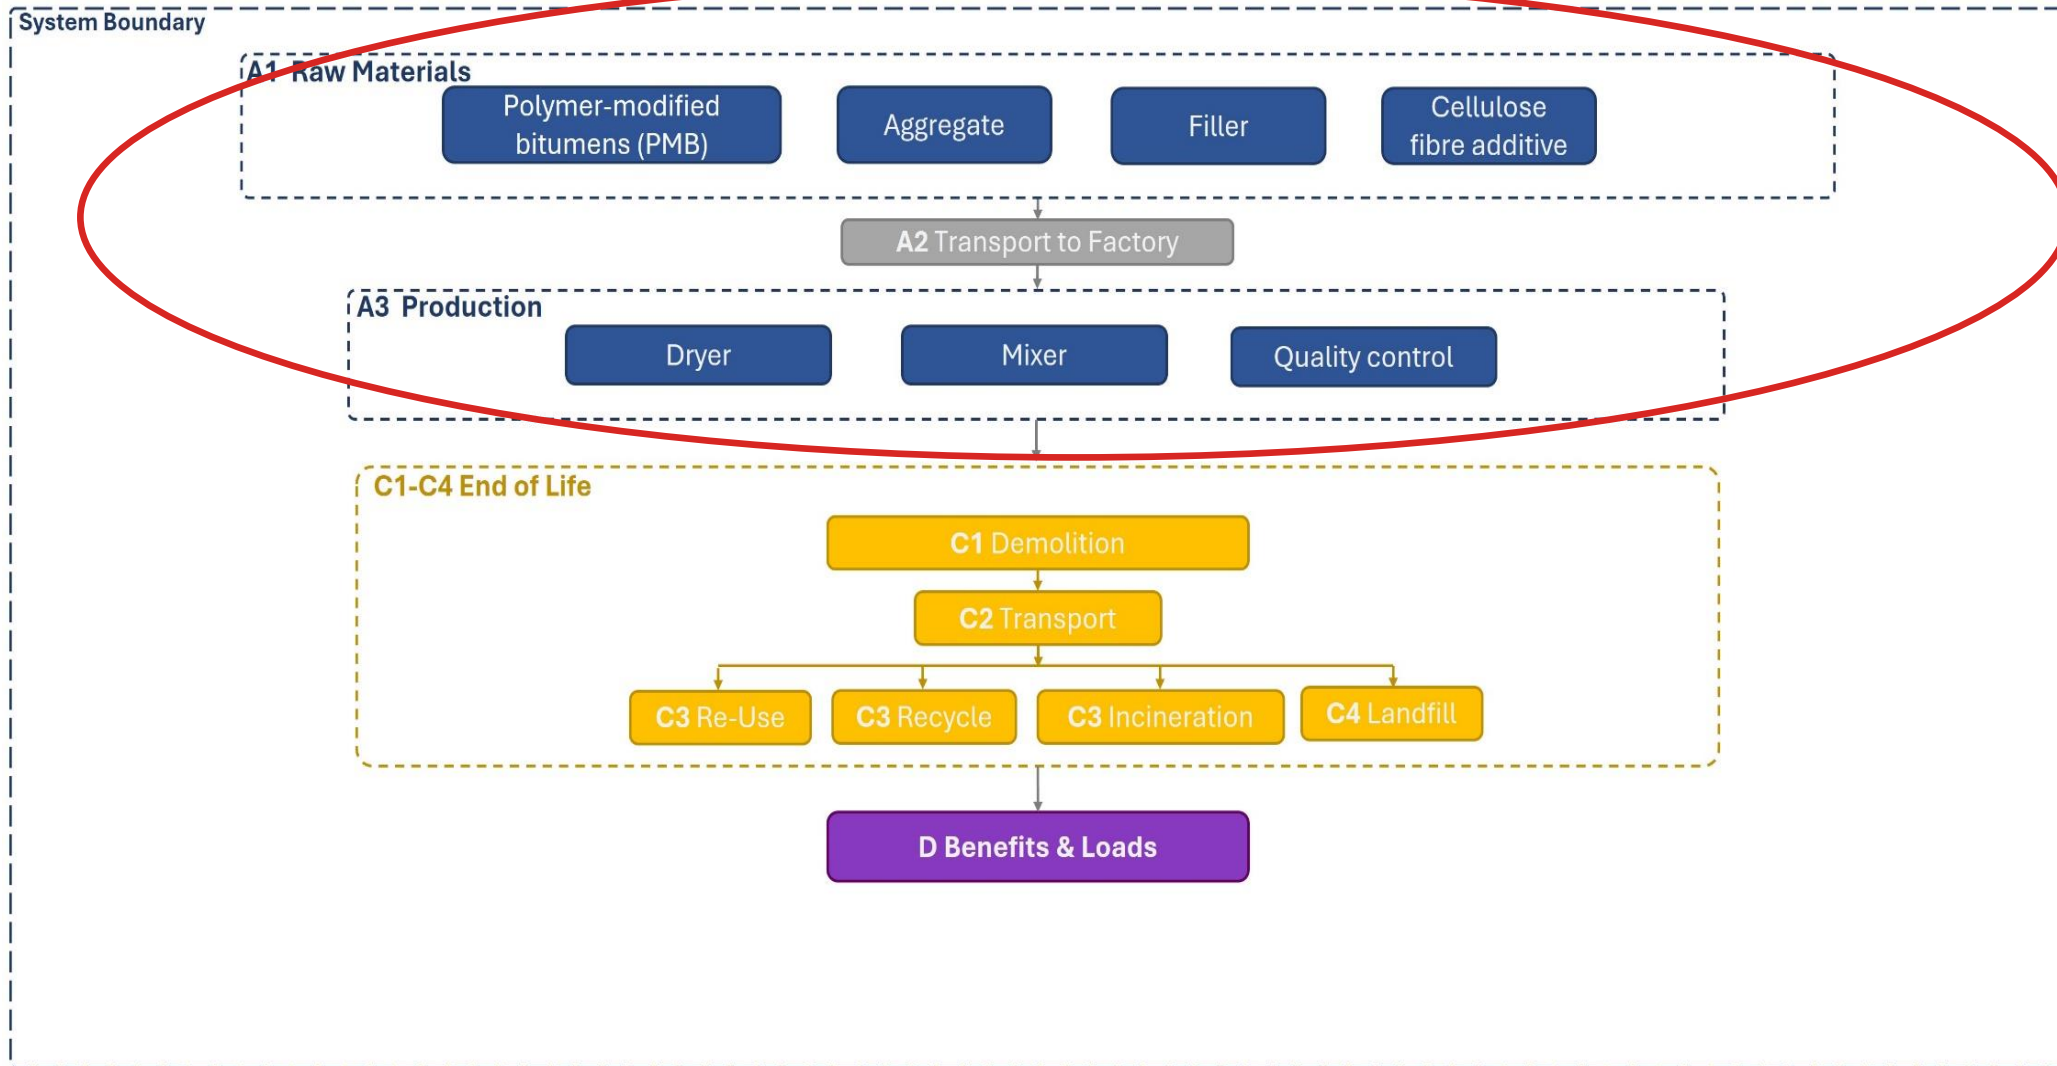 System Boundary
A1 Raw Materials
Polymer-modified
bitumens (PMB)
Aggregate
Filler
Cellulose
fibre additive
A2 Transport to Factory
A3 Production
Dryer
Mixer
Quality control
C1-C4 End of Life
C1 Demolition
C2 Transport
C3 Re-Use
C3 Recycle
C3 Incineration
C4 Landfill
D Benefits & Loads